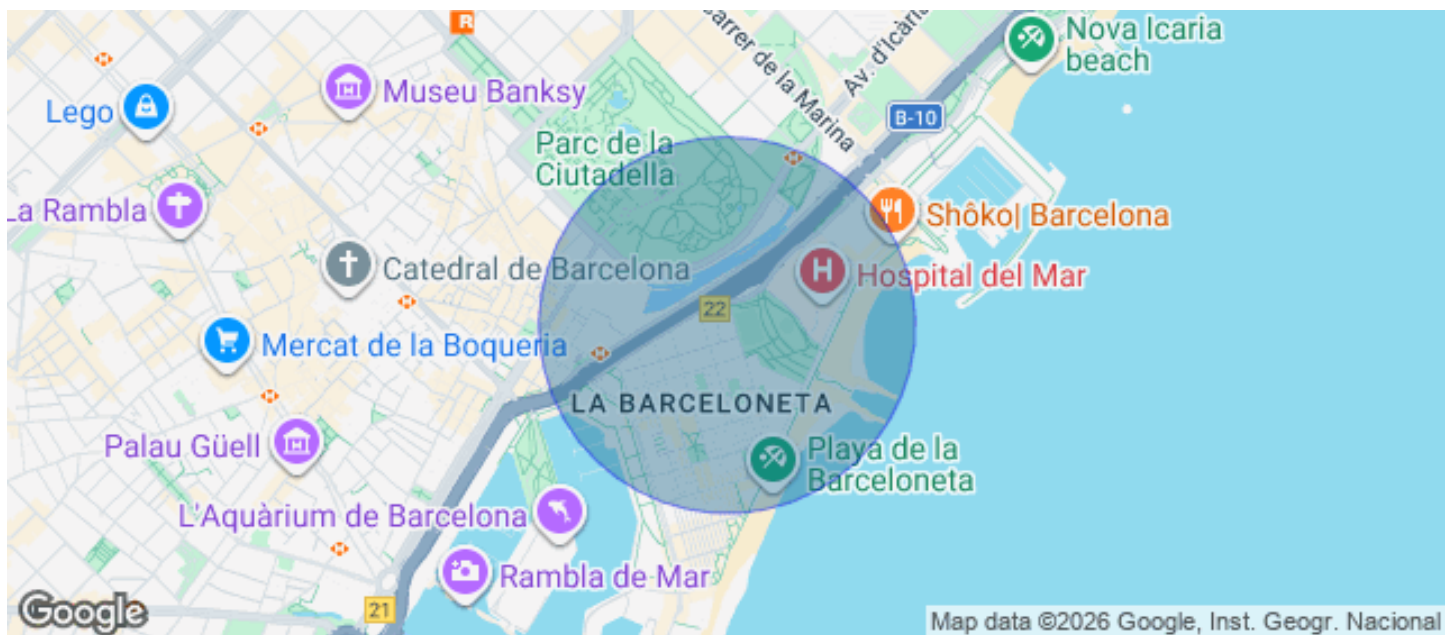 R
Nova Icaria
beach
Carrer de la Marina
Av. d'Icària
Museu Banksy
Lego
B-10
Parc de la
Ciutadella
La Rambla
Shôko| Barcelona
Catedral de Barcelona
H
Hospital del Mar
22
Mercat de la Boqueria
LA BARCELONETA
Palau Güell
Playa de la
Barceloneta
L'Aquàrium de Barcelona
Rambla de Mar
Google
21
Map data ©2026 Google, Inst. Geogr. Nacional